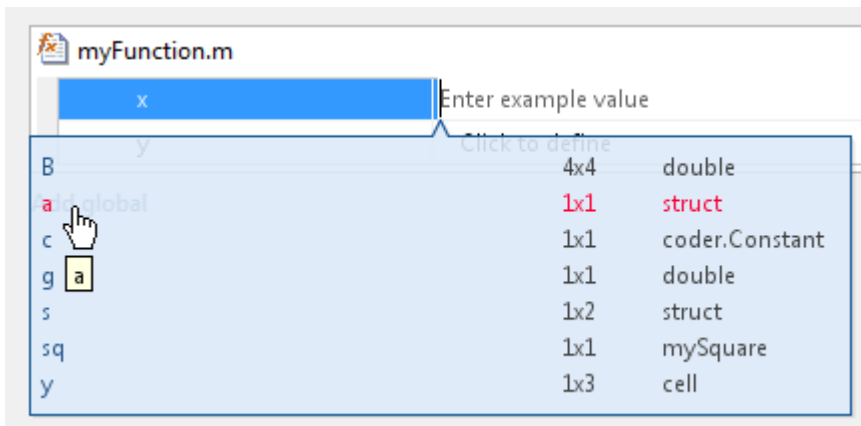 myFunction.m
x Enter example value
y Click to define
B 4x4 double
Add global
a 1x1 struct
c 1x1 coder.Constant
g 1x1 double
a
s 1x2 struct
sq 1x1 mySquare
y 1x3 cell